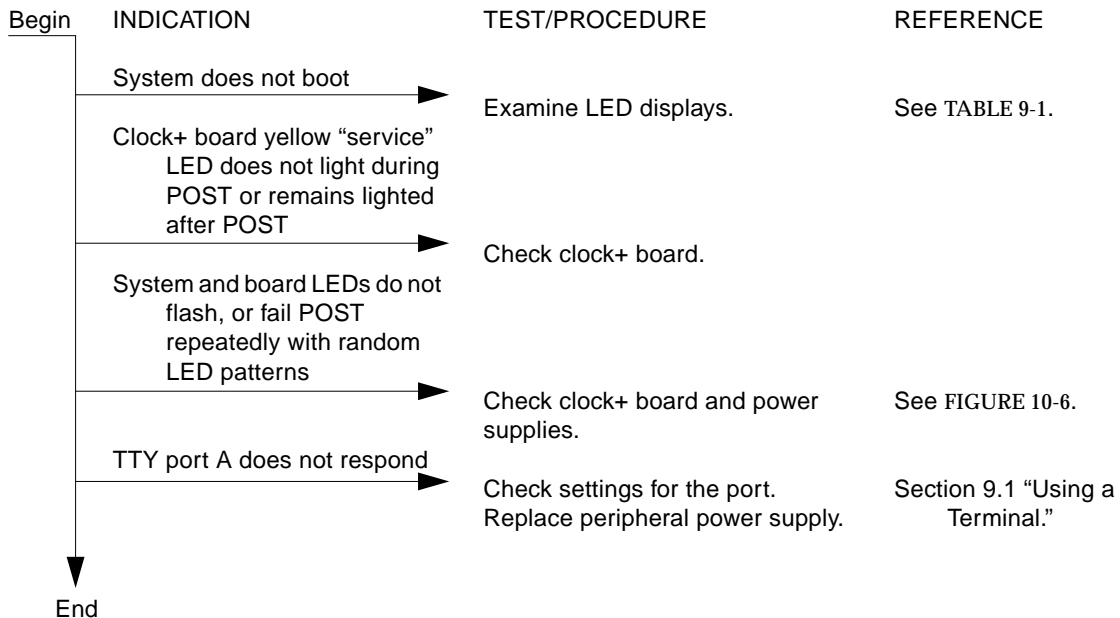 Begin INDICATION TEST/PROCEDURE REFERENCE
System does not boot
Examine LED displays. See TABLE 9-1.
Clock+ board yellow “service”
LED does not light during
POST or remains lighted
after POST
Check clock+ board.
System and board LEDs do not
flash, or fail POST
repeatedly with random
LED patterns
Check clock+ board and power See FIGURE 10-6.
supplies.
TTY port A does not respond
Check settings for the port. Section 9.1 “Using a
Replace peripheral power supply. Terminal.”
End